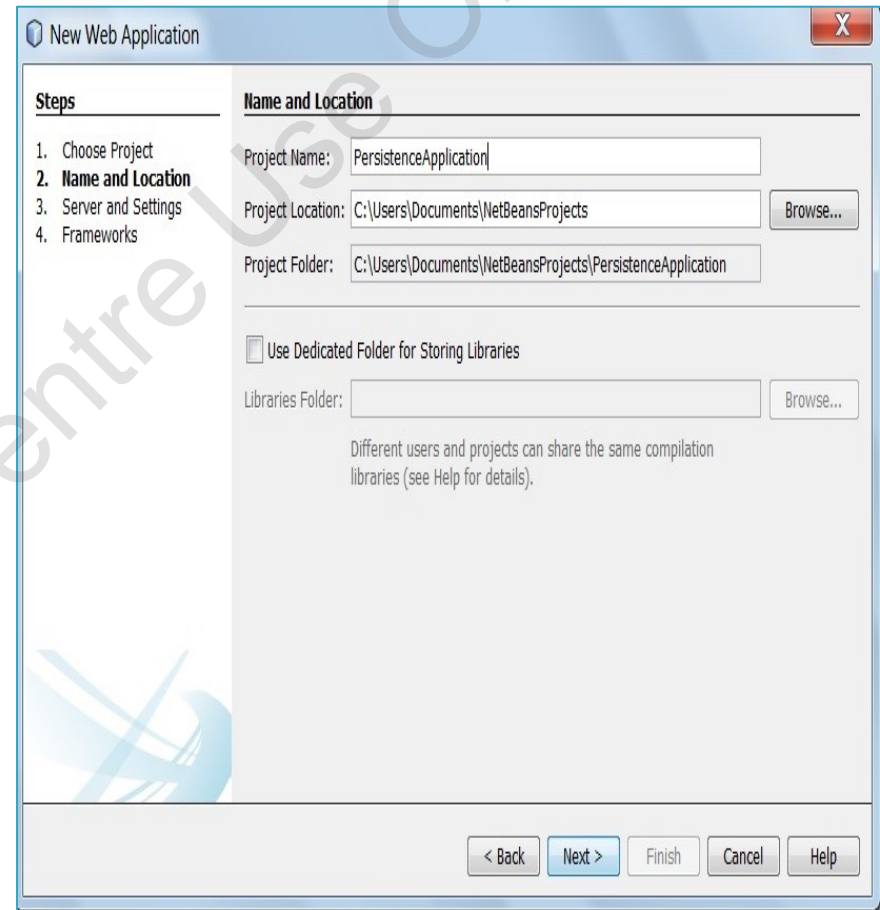 New Web Application
X
Steps
1. Choose Project
2. Name and Location
3. Server and Settings
4. Frameworks
Name and Location
Project Name: PersistenceApplication
Project Location: C:\Users\Documents\NetBeansProjects Browse...
Project Folder: C:\Users\Documents\NetBeansProjects\PersistenceApplication
Use Dedicated Folder for Storing Libraries
Libraries Folder: Browse...
Different users and projects can share the same compilation
libraries (see Help for details).
< Back Next > Finish Cancel Help
entre Use O